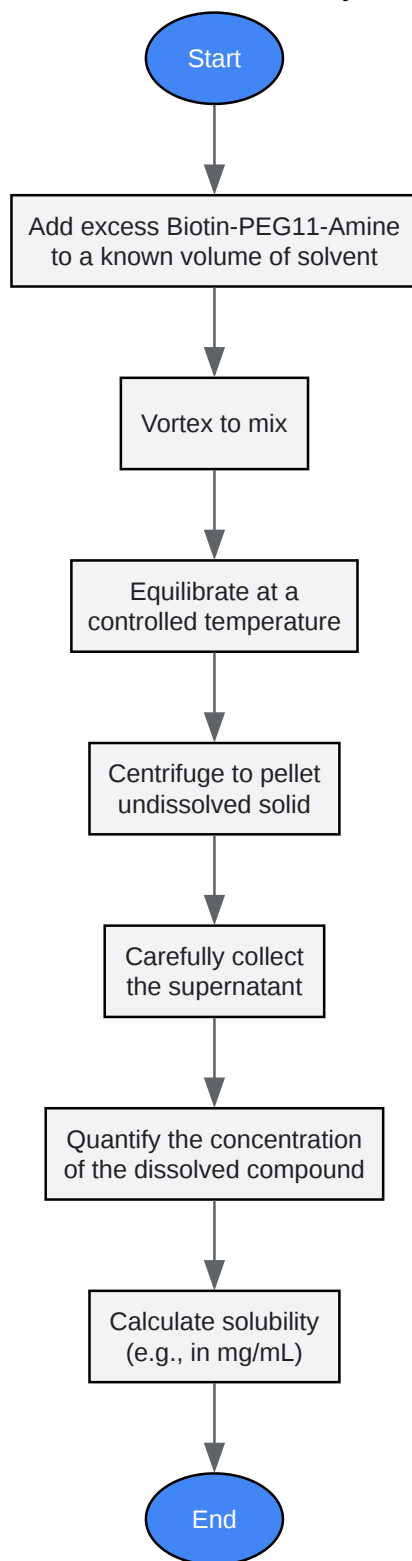 Start
Add excess Biotin-PEG11-Amine
to a known volume of solvent
Vortex to mix
Equilibrate at a
controlled temperature
Centrifuge to pellet
undissolved solid
Carefully collect
the supernatant
Quantify the concentration
of the dissolved compound
Calculate solubility
(e.g., in mg/mL)
End